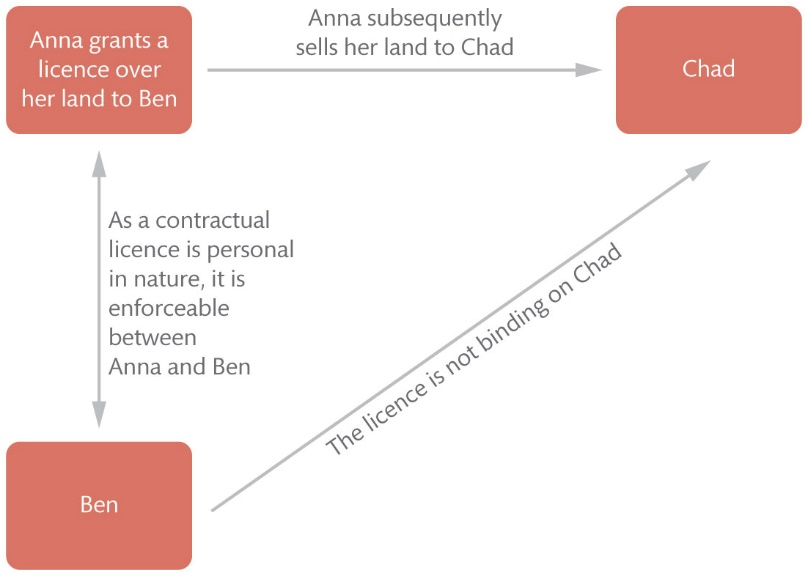 Anna grants a
licence over
her land to Ben
Anna subsequently
sells her land to Chad
Chad
As a contractual
licence is personal
in nature, it is
enforceable
between
Anna and Ben
The licence is not binding on Chad
Ben